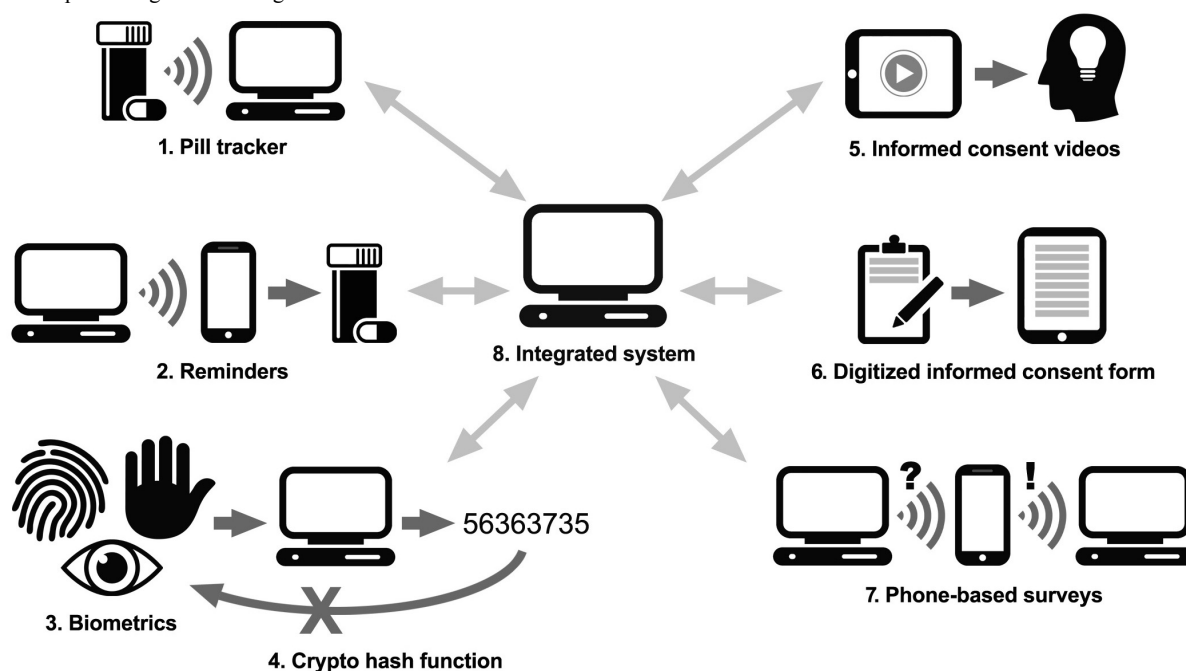 1. Pill tracker
5. Informed consent videos
2. Reminders
8. Integrated system
6. Digitized informed consent form
?
!
56363735
X
7. Phone-based surveys
3. Biometrics
4. Crypto hash function